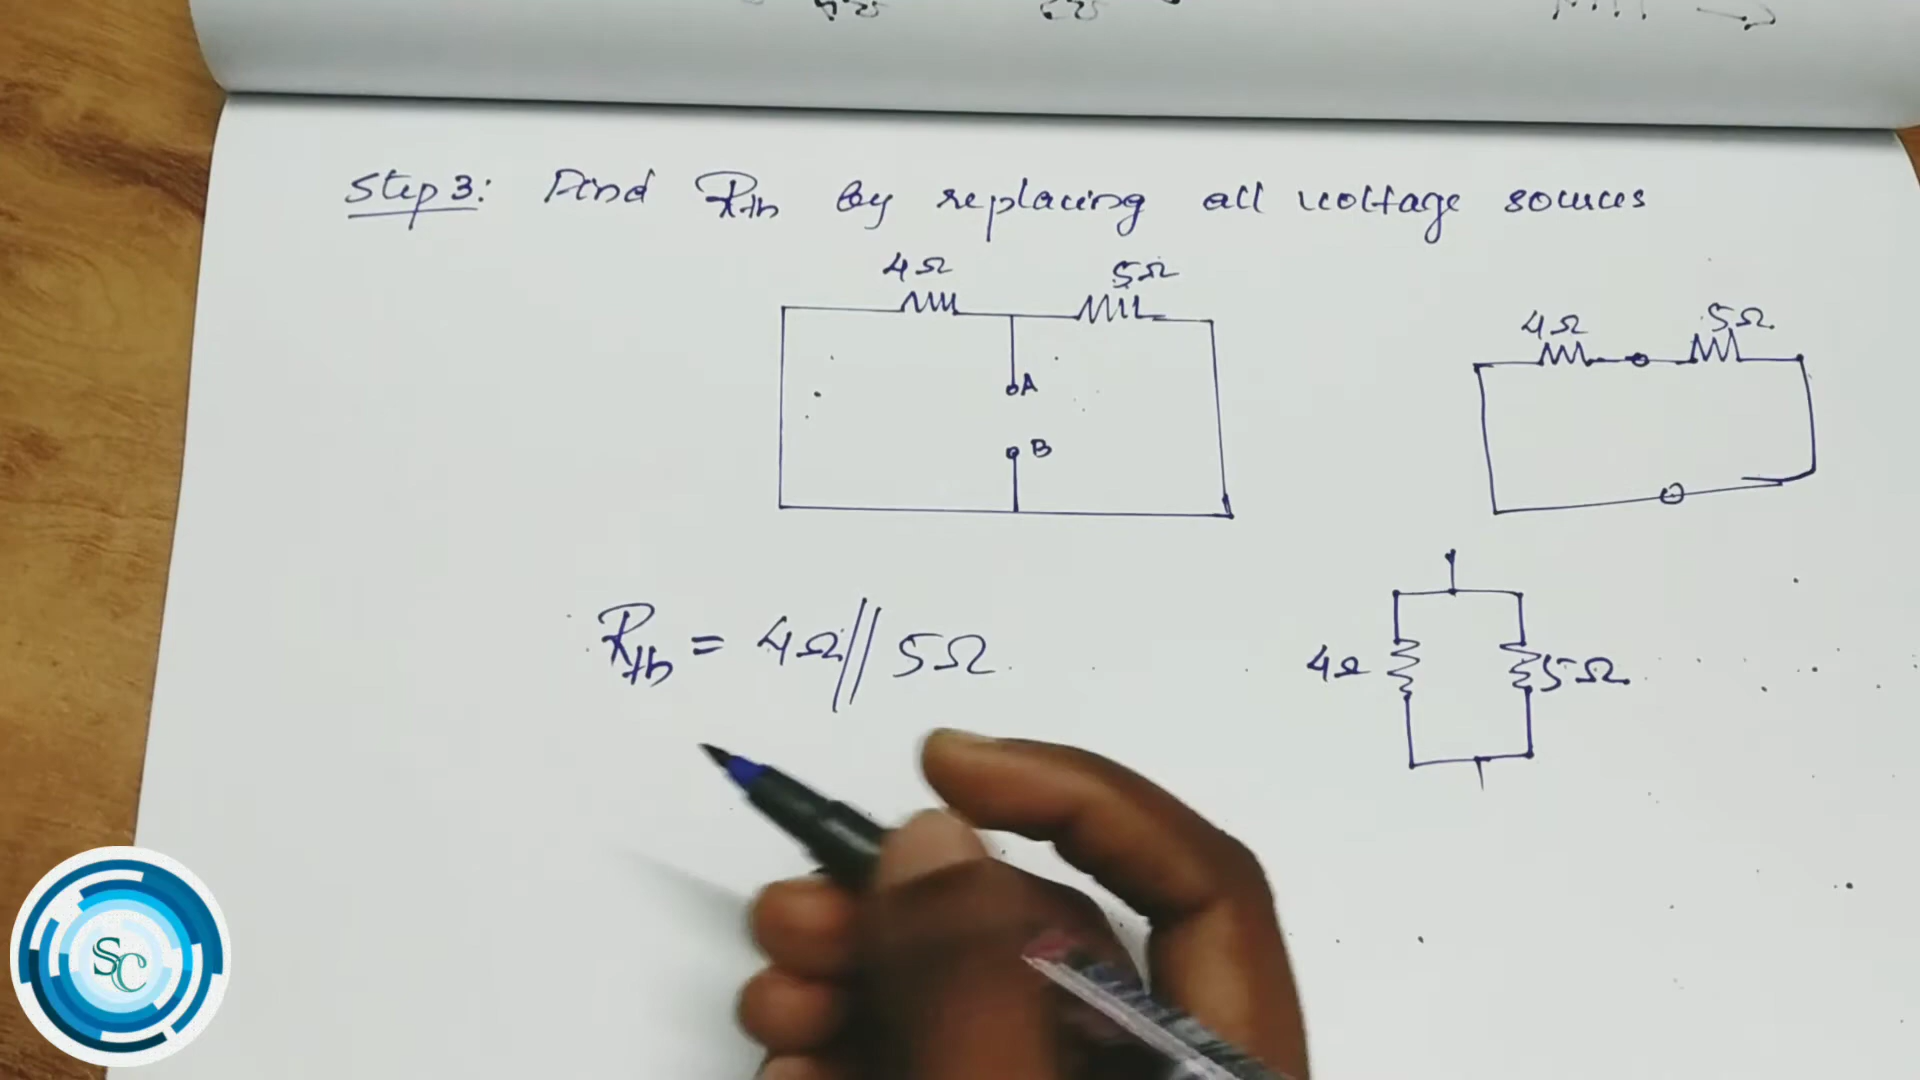 Step 3: Find Rth by replacing all voltage sources
4Ω 5Ω
A
B
4Ω 5Ω
Rth = 4Ω // 5Ω
4Ω 5Ω
SC